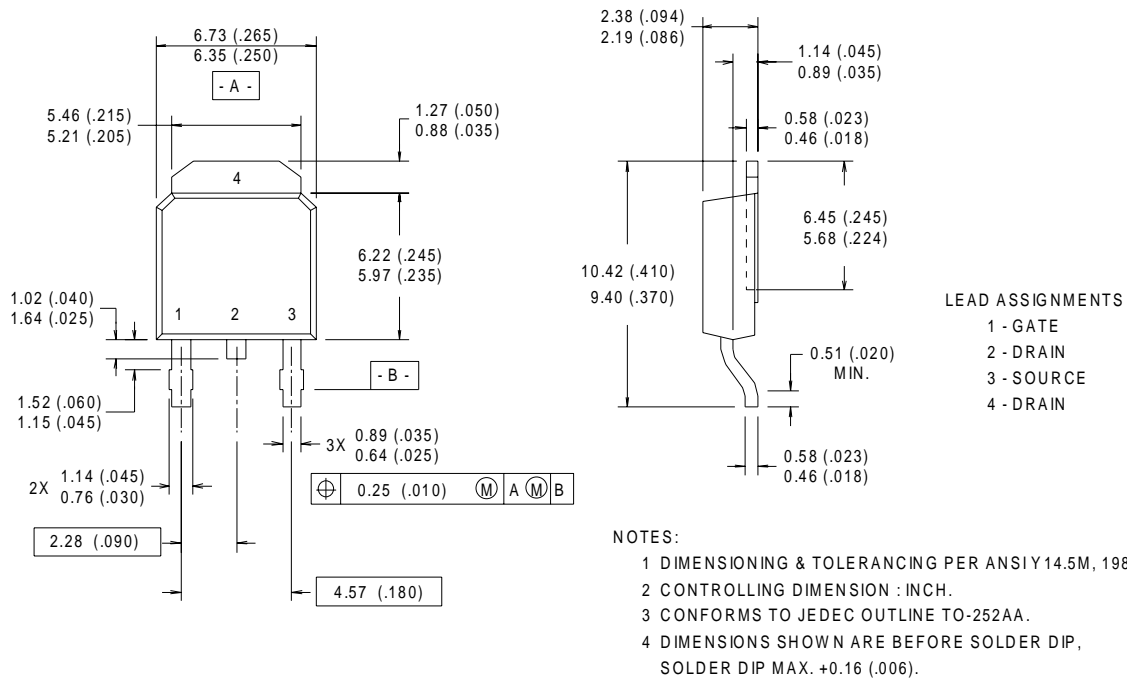 6.73 (.265)
6.35 (.250)
- A -
5.46 (.215)
5.21 (.205)
1.27 (.050)
0.88 (.035)
4
6.22 (.245)
5.97 (.235)
1.02 (.040)
1.64 (.025)
1 2 3
- B -
1.52 (.060)
1.15 (.045)
3X 0.89 (.035)
0.64 (.025)
2X 1.14 (.045)
0.76 (.030)
⌖ 0.25 (.010) Ⓜ A Ⓜ B
2.28 (.090)
4.57 (.180)
2.38 (.094)
2.19 (.086)
1.14 (.045)
0.89 (.035)
0.58 (.023)
0.46 (.018)
6.45 (.245)
5.68 (.224)
10.42 (.410)
9.40 (.370)
0.51 (.020)
MIN.
0.58 (.023)
0.46 (.018)
LEAD ASSIGNMENTS
1 - GATE
2 - DRAIN
3 - SOURCE
4 - DRAIN
NOTES:
1 DIMENSIONING & TOLERANCING PER ANSI Y14.5M, 198
2 CONTROLLING DIMENSION : INCH.
3 CONFORMS TO JEDEC OUTLINE TO-252AA.
4 DIMENSIONS SHOWN ARE BEFORE SOLDER DIP,
SOLDER DIP MAX. +0.16 (.006).